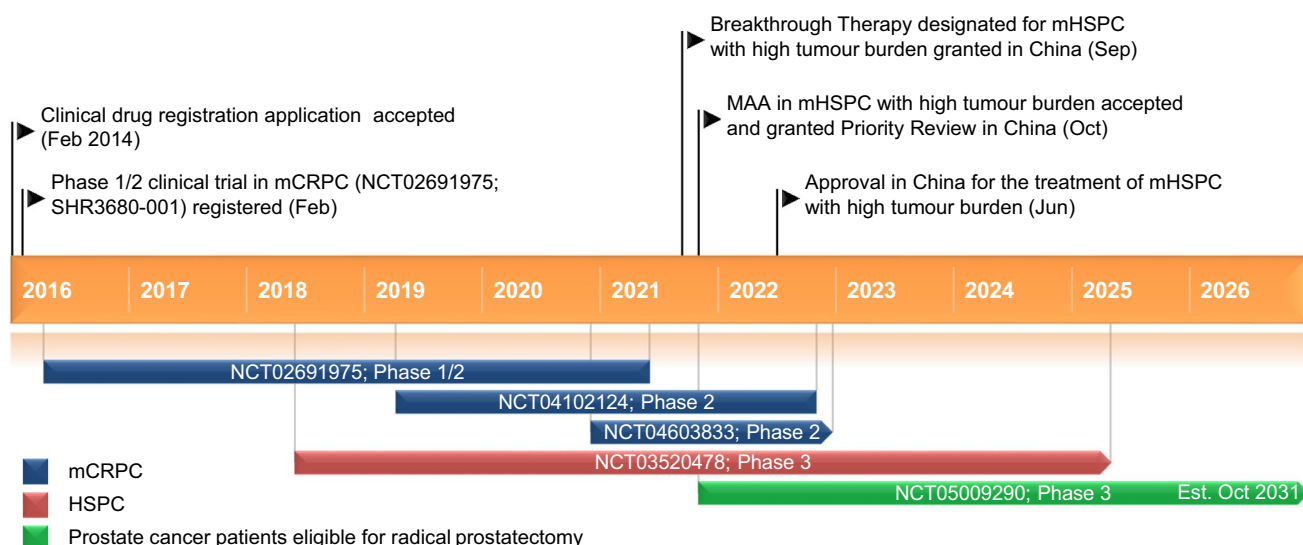 Breakthrough Therapy designated for mHSPC
with high tumour burden granted in China (Sep)
Clinical drug registration application accepted
(Feb 2014)
MAA in mHSPC with high tumour burden accepted
and granted Priority Review in China (Oct)
Phase 1/2 clinical trial in mCRPC (NCT02691975;
SHR3680-001) registered (Feb)
Approval in China for the treatment of mHSPC
with high tumour burden (Jun)
2016 2017 2018 2019 2020 2021 2022 2023 2024 2025 2026
NCT02691975; Phase 1/2
NCT04102124; Phase 2
NCT04603833; Phase 2
NCT03520478; Phase 3
NCT05009290; Phase 3 Est. Oct 2031
mCRPC
HSPC
Prostate cancer patients eligible for radical prostatectomy